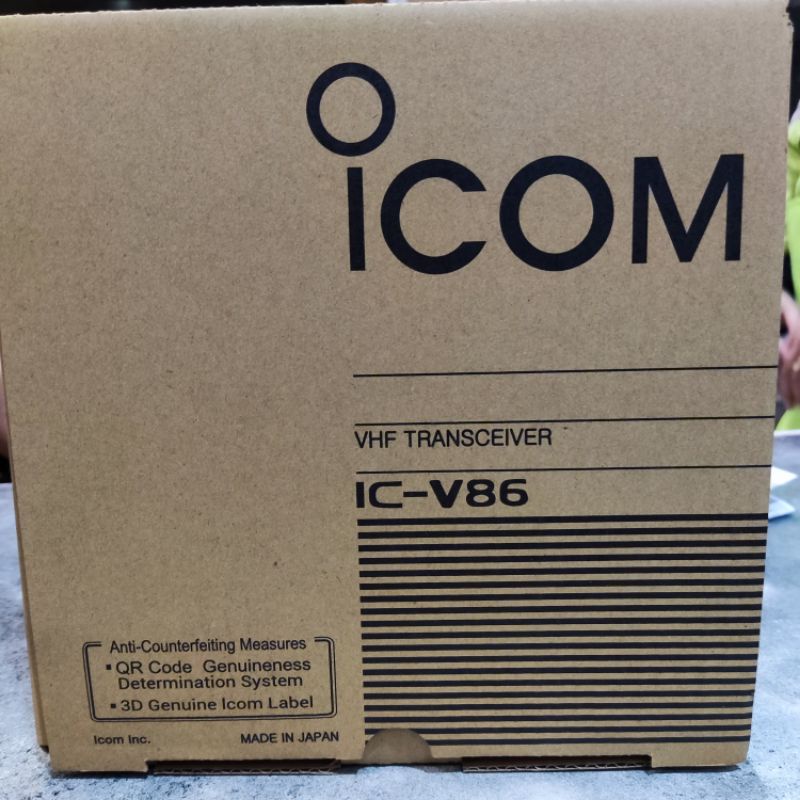 ICOM
VHF TRANSCEIVER
IC-V86
Anti-Counterfeiting Measures
▪QR Code Genuineness
Determination System
▪3D Genuine Icom Label
Icom Inc.
MADE IN JAPAN